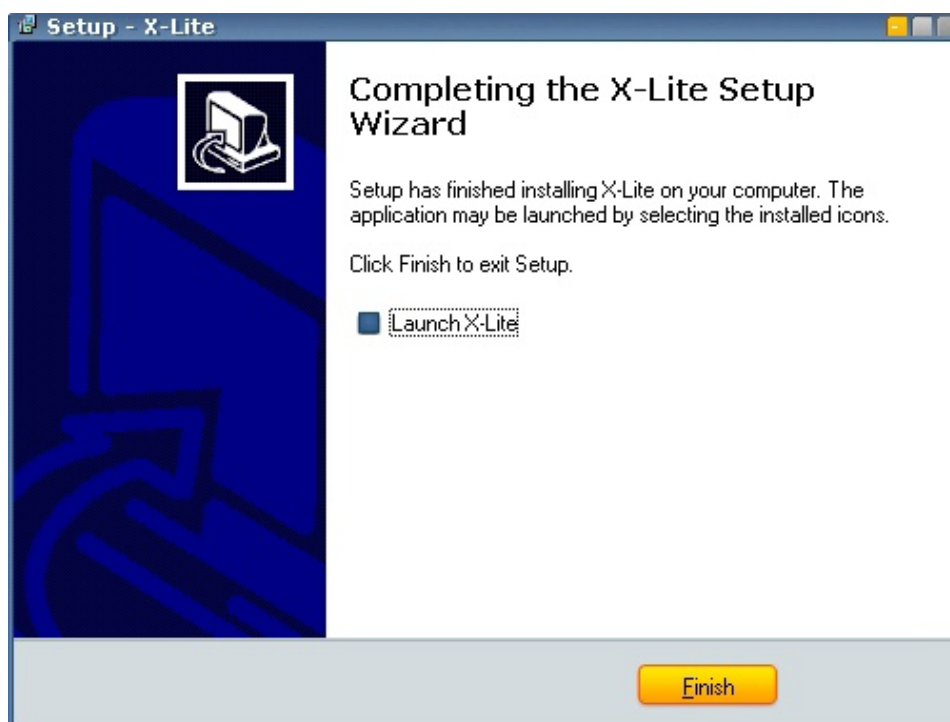 Setup - X-Lite
Completing the X-Lite Setup
Wizard
Setup has finished installing X-Lite on your computer. The
application may be launched by selecting the installed icons.
Click Finish to exit Setup.
Launch X-Lite
Finish